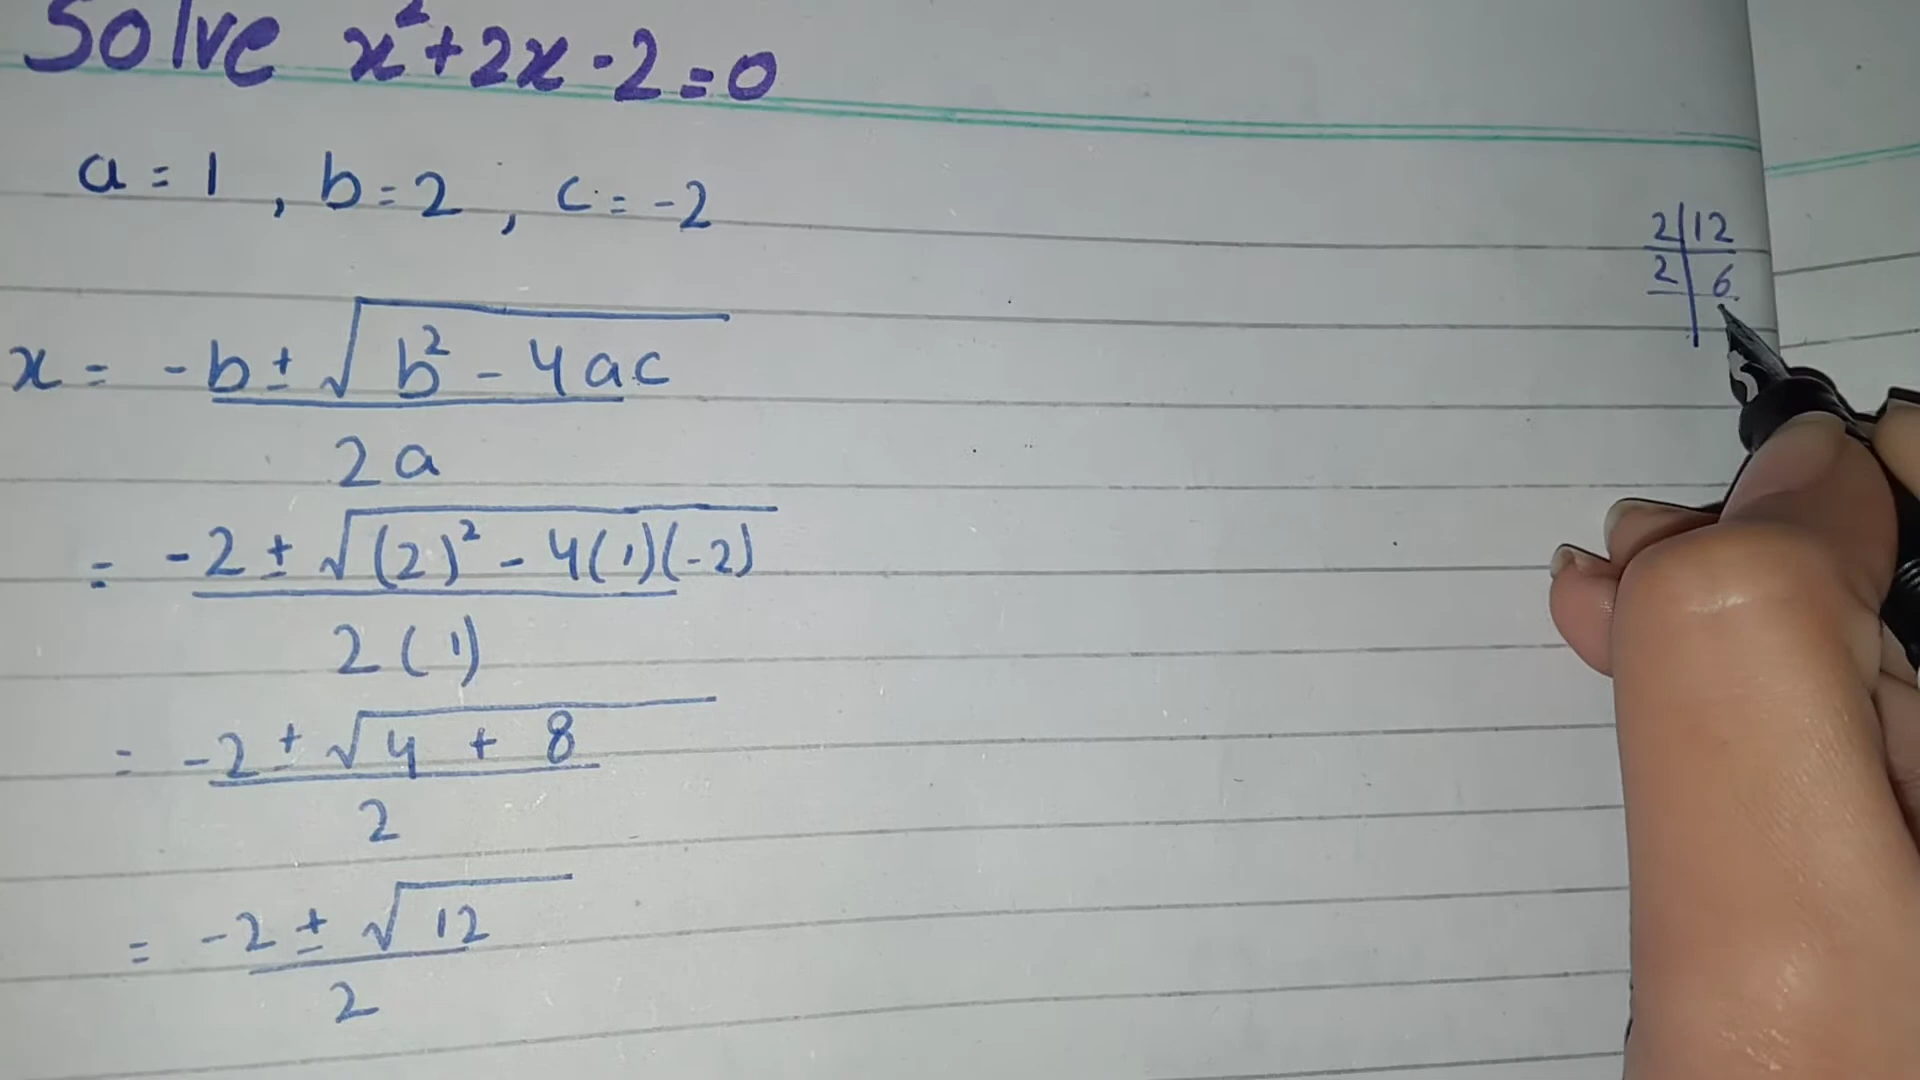 Solve x²+2x-2=0
a=1, b=2, c=-2
x = -b ± √b² - 4ac
2a
= -2 ± √(2)² - 4(1)(-2)
2(1)
= -2 ± √4 + 8
2
= -2 ± √12
2
2|12
2|6